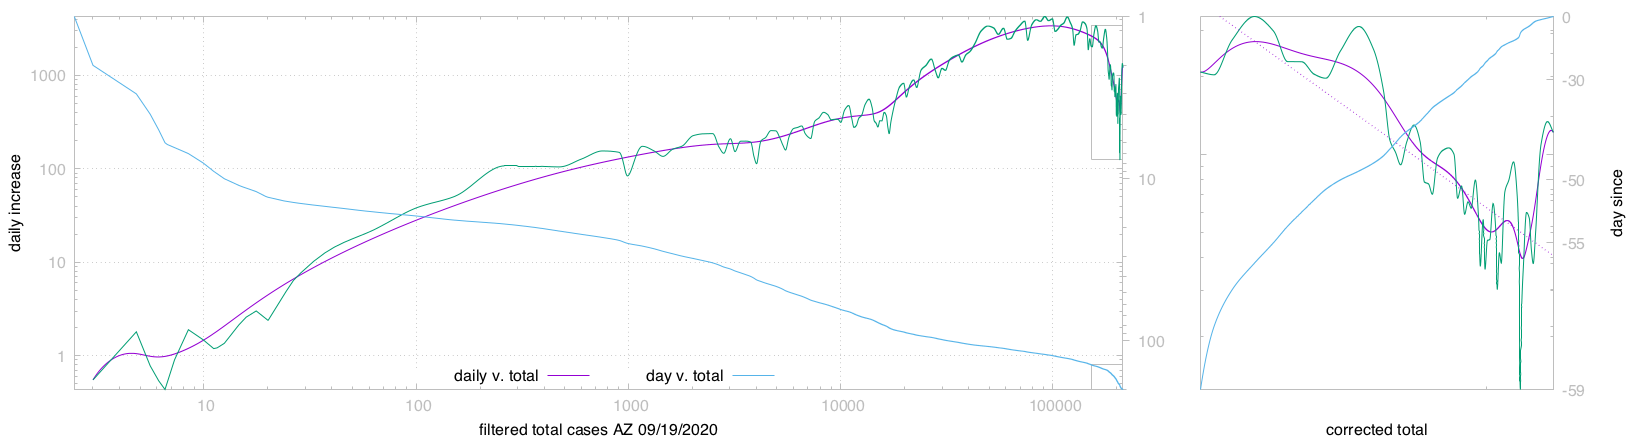 daily increase
1000
100
10
1
10
100
1000
10000
100000
filtered total cases AZ 09/19/2020
daily v. total
day v. total
1
10
100
0
-30
-50
-55
-59
day since
corrected total